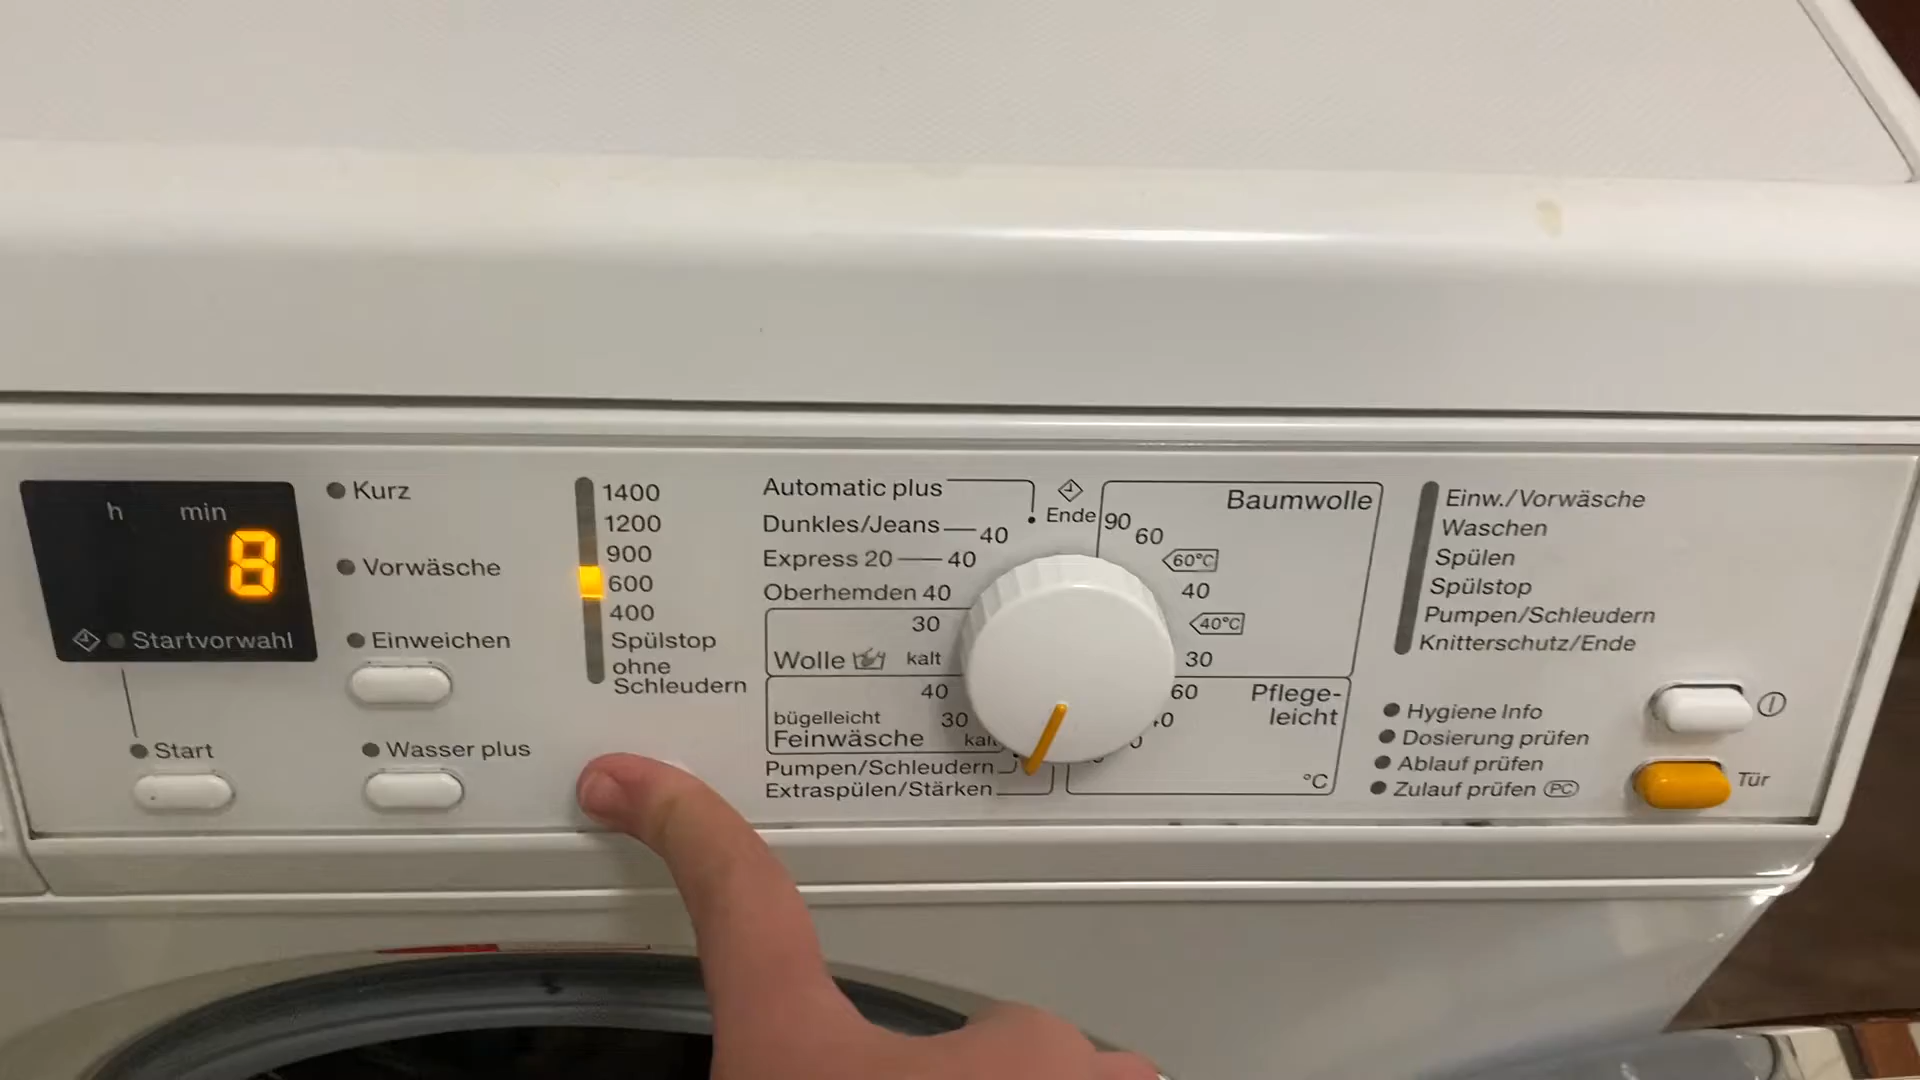 h min
8
Startvorwahl
Start
Kurz
Vorwäsche
Einweichen
Wasser plus
1400
1200
900
600
400
Spülstop
ohne
Schleudern
Automatic plus
Dunkles/Jeans 40
Express 20 40
Oberhemden 40
30
Wolle kalt
40
bügelleicht 30
Feinwäsche
Pumpen/Schleudern
Extraspülen/Stärken
Ende
Baumwolle
90
60
60°C
40
40°C
30
60 Pflege-
leicht
°C
Einw./Vorwäsche
Waschen
Spülen
Spülstop
Pumpen/Schleudern
Knitterschutz/Ende
Hygiene Info
Dosierung prüfen
Ablauf prüfen
Zulauf prüfen PC
Tür